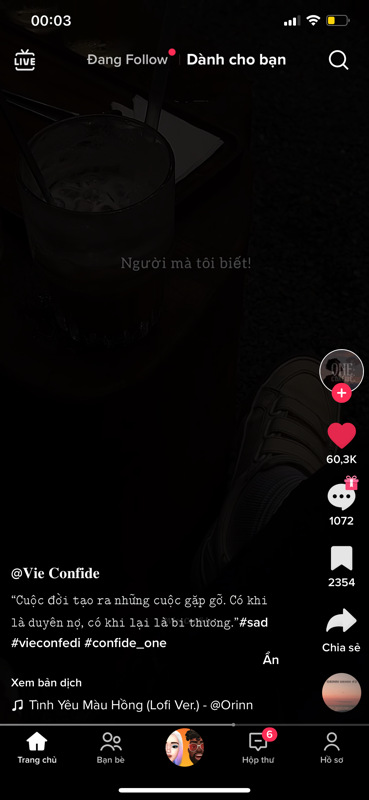 00:03
LIVE
Đang Follow
Dành cho bạn
Người mà tôi biết!
60,3K
1072
2354
Chia sẻ
@Vie Confide
“Cuộc đời tạo ra những cuộc gặp gỡ. Có khi
là duyên nợ, có khi lại là bi thương.”#sad
#vieconfedi #confide_one
Ẩn
Xem bản dịch
Tình Yêu Màu Hồng (Lofi Ver.) - @Orinn
Trang chủ
Bạn bè
6
Hộp thư
Hồ sơ